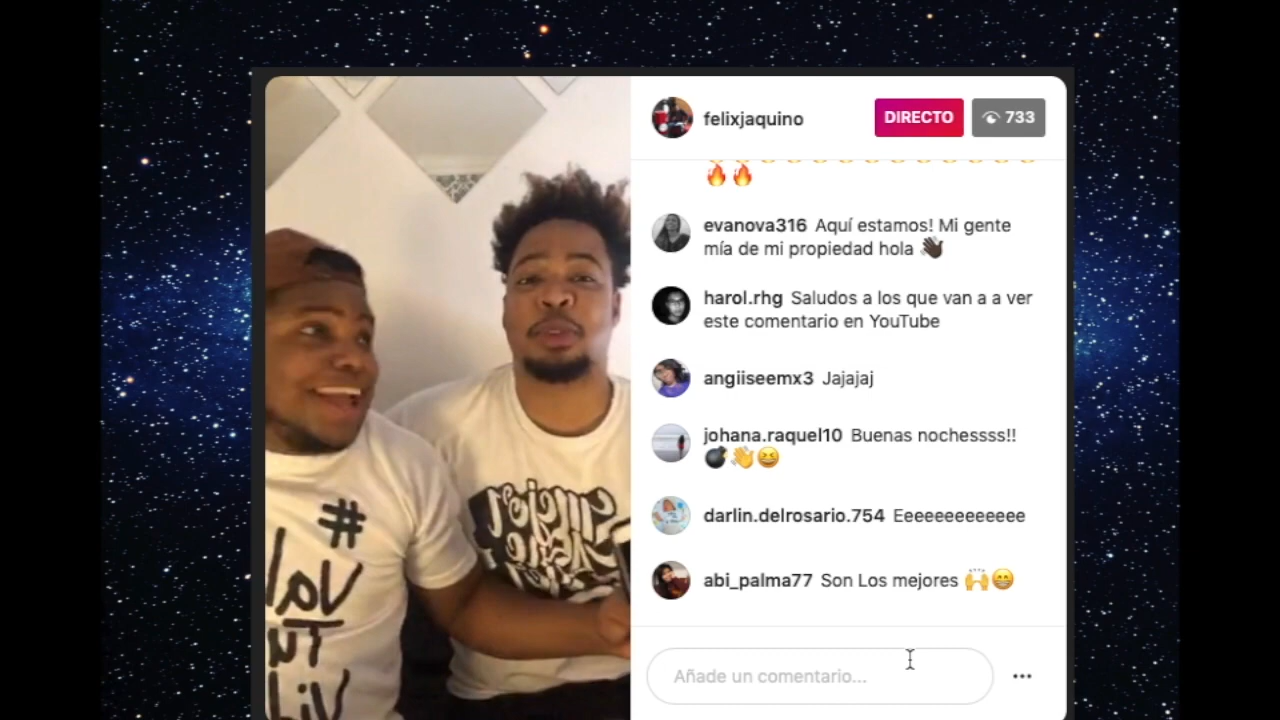 felixjaquino
DIRECTO
733
🔥🔥
evanova316 Aquí estamos! Mi gente
mía de mi propiedad hola 👋🏿
harol.rhg Saludos a los que van a a ver
este comentario en YouTube
angiiseemx3 Jajajaj
johana.raquel10 Buenas nochessss!!
💣👋😆
darlin.delrosario.754 Eeeeeeeeeeeee
abi_palma77 Son Los mejores 🙌😁
Añade un comentario...
#